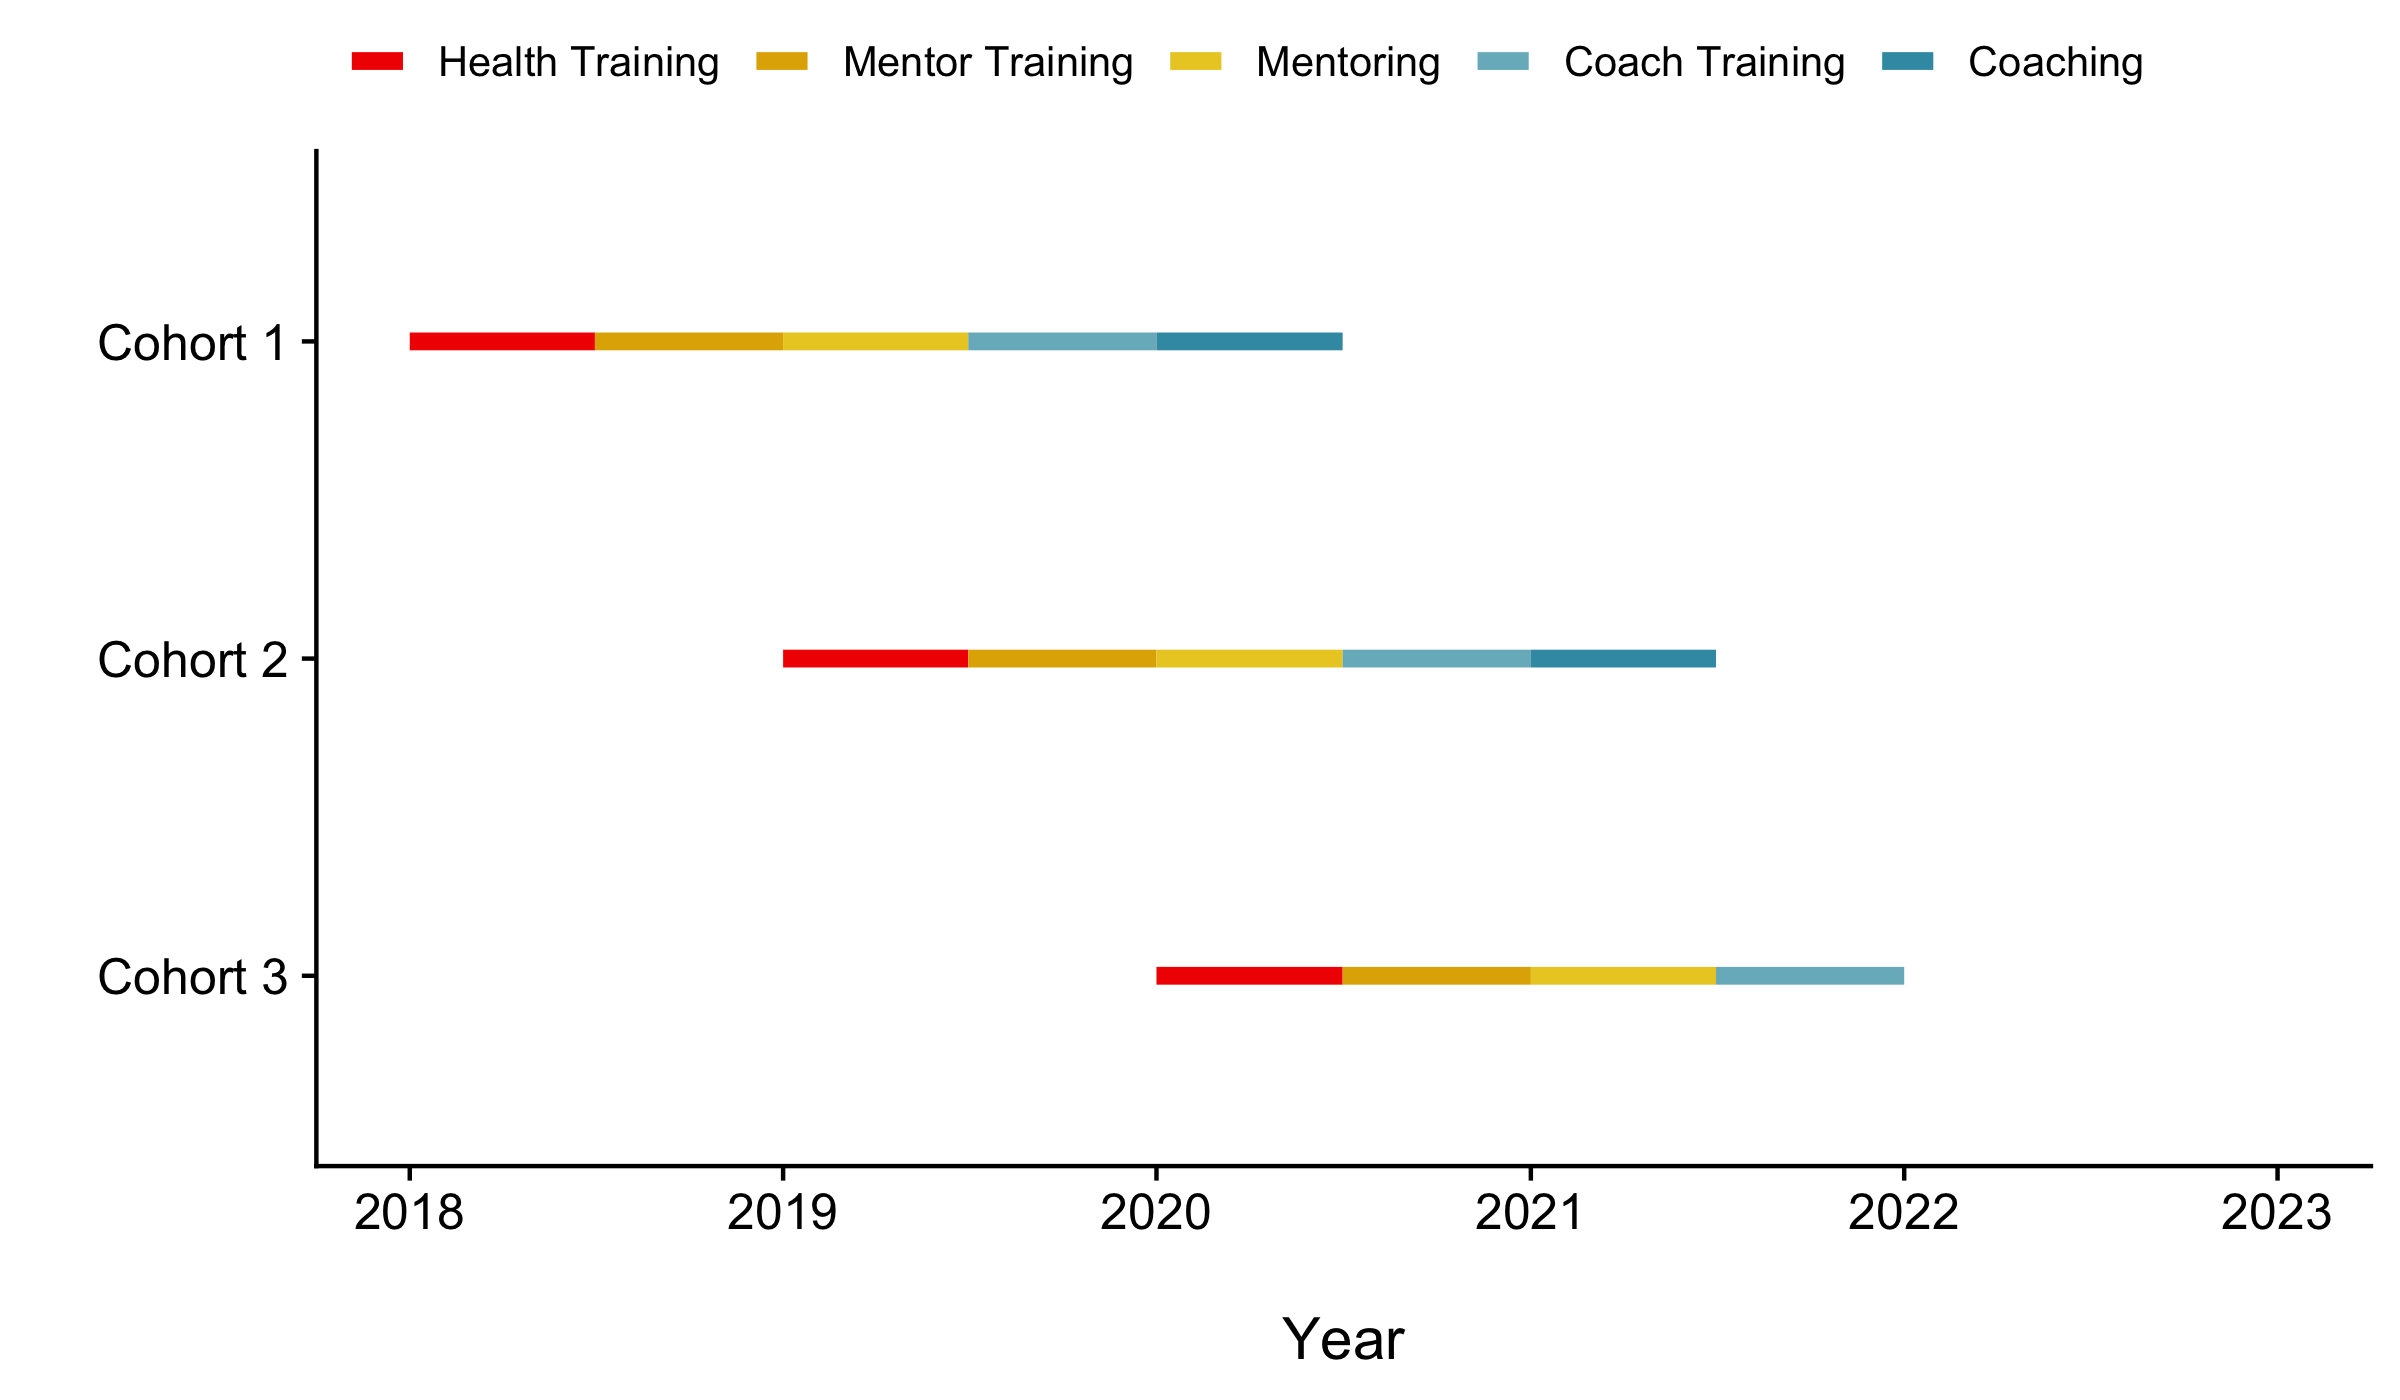 Health Training Mentor Training Mentoring Coach Training Coaching
Cohort 1
Cohort 2
Cohort 3
2018 2019 2020 2021 2022 2023
Year